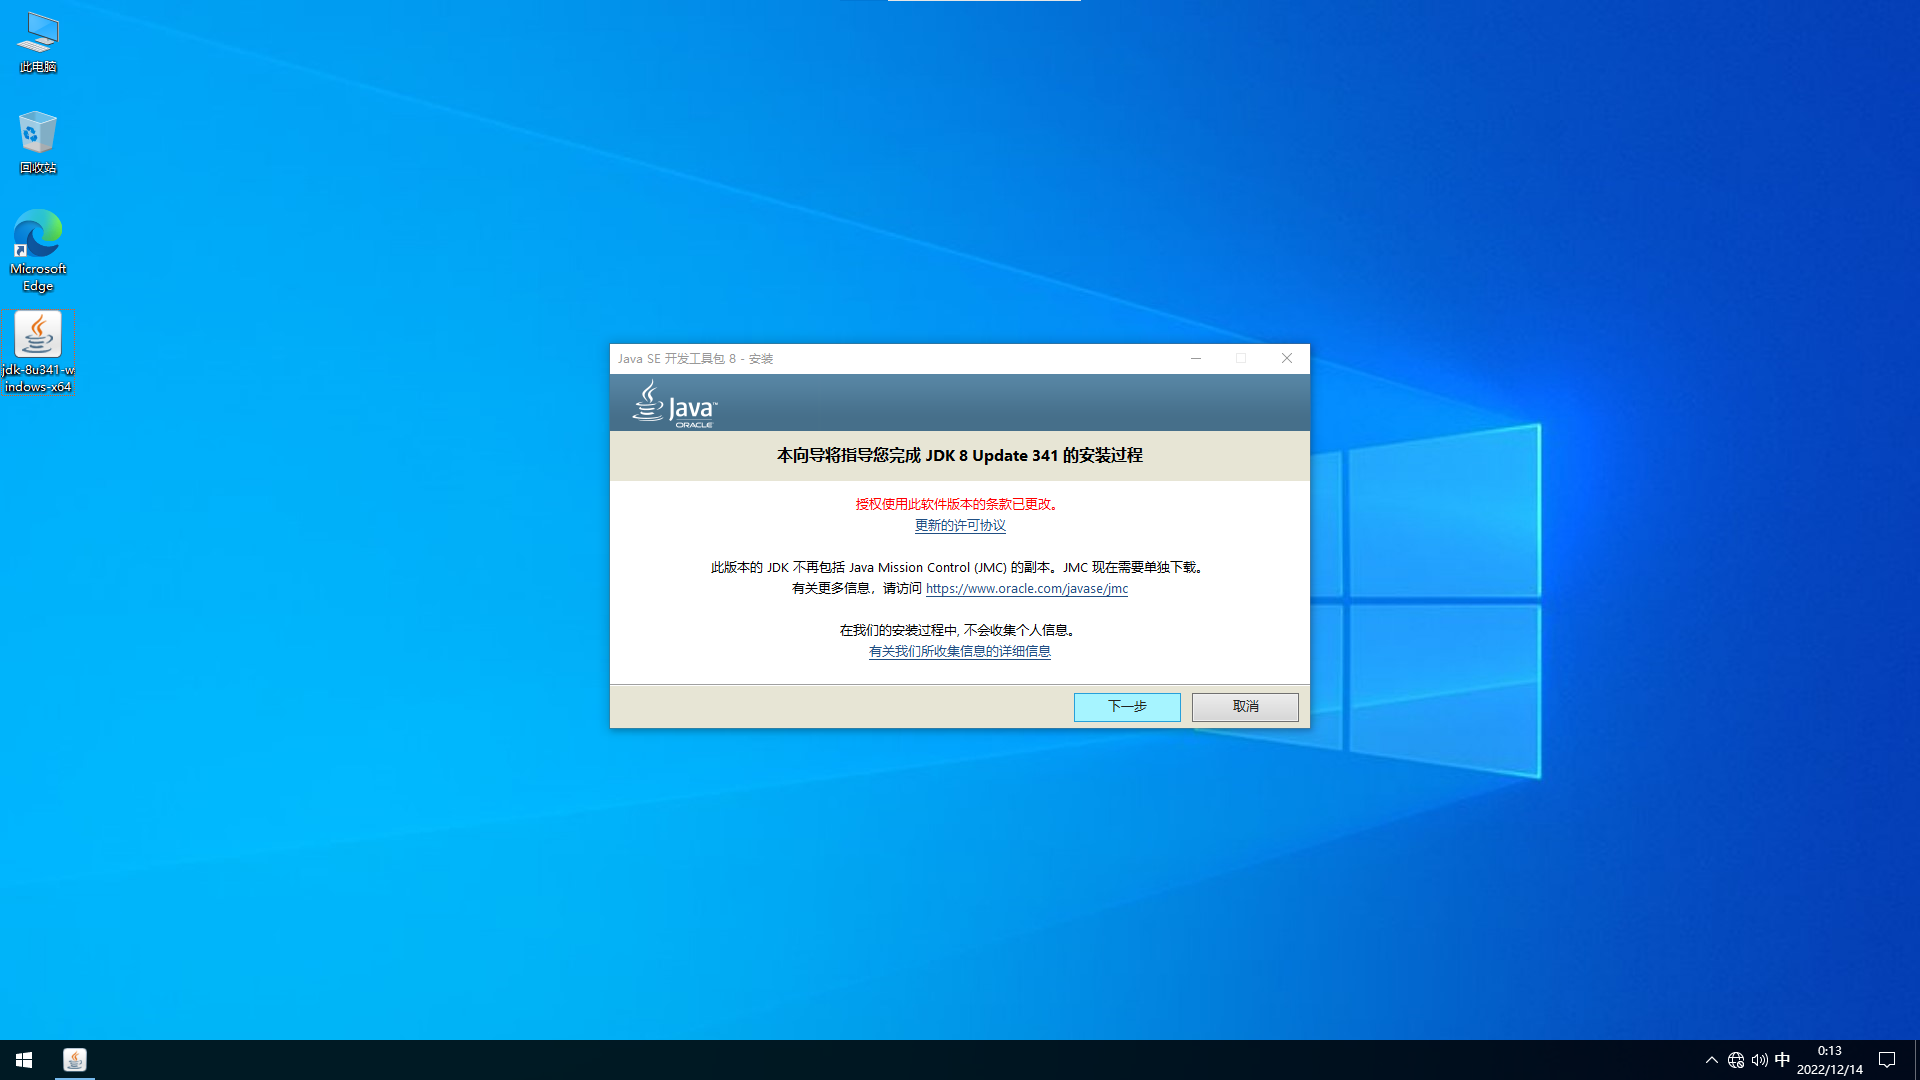 此电脑
回收站
Microsoft
Edge
jdk-8u341-w
indows-x64
Java SE 开发工具包 8 - 安装
Java™
ORACLE
本向导将指导您完成 JDK 8 Update 341 的安装过程
授权使用此软件版本的条款已更改。
更新的许可协议
此版本的 JDK 不再包括 Java Mission Control (JMC) 的副本。JMC 现在需要单独下载。
有关更多信息，请访问 https://www.oracle.com/javase/jmc
在我们的安装过程中, 不会收集个人信息。
有关我们所收集信息的详细信息
下一步
取消
中
0:13
2022/12/14